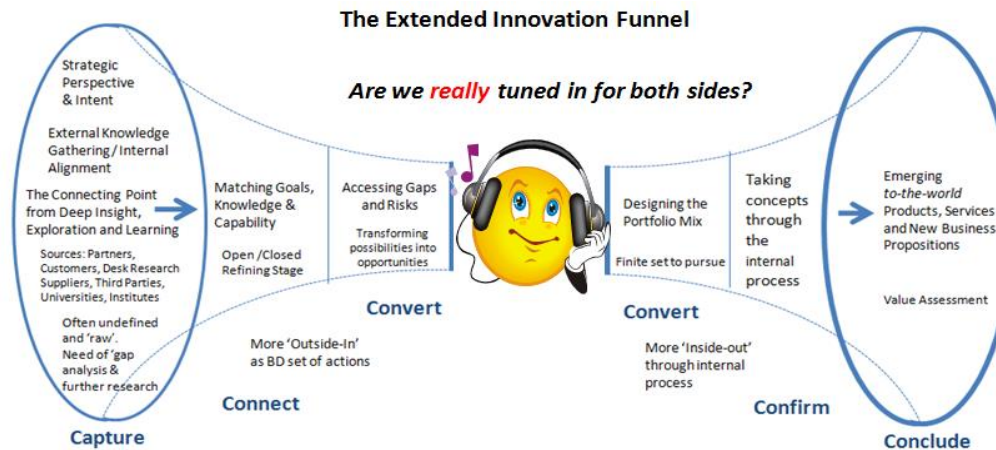 The Extended Innovation Funnel
Are we really tuned in for both sides?
Strategic
Perspective
& Intent
External Knowledge
Gathering/ Internal
Alignment
The Connecting Point
from Deep Insight,
Exploration and Learning
Sources: Partners,
Customers, Desk Research
Suppliers, Third Parties,
Universities, Institutes
Often undefined
and 'raw'.
Need of 'gap
analysis &
further research
Capture
Matching Goals,
Knowledge &
Capability
Open /Closed
Refining Stage
More 'Outside-In'
as BD set of actions
Connect
Accessing Gaps
and Risks
Transforming
possibilities into
opportunities
Convert
Designing the
Portfolio Mix
Finite set to pursue
Convert
More 'Inside-out'
through internal
process
Taking
concepts
through
the
internal
process
Confirm
Emerging
to-the-world
Products, Services
and New Business
Propositions
Value Assessment
Conclude